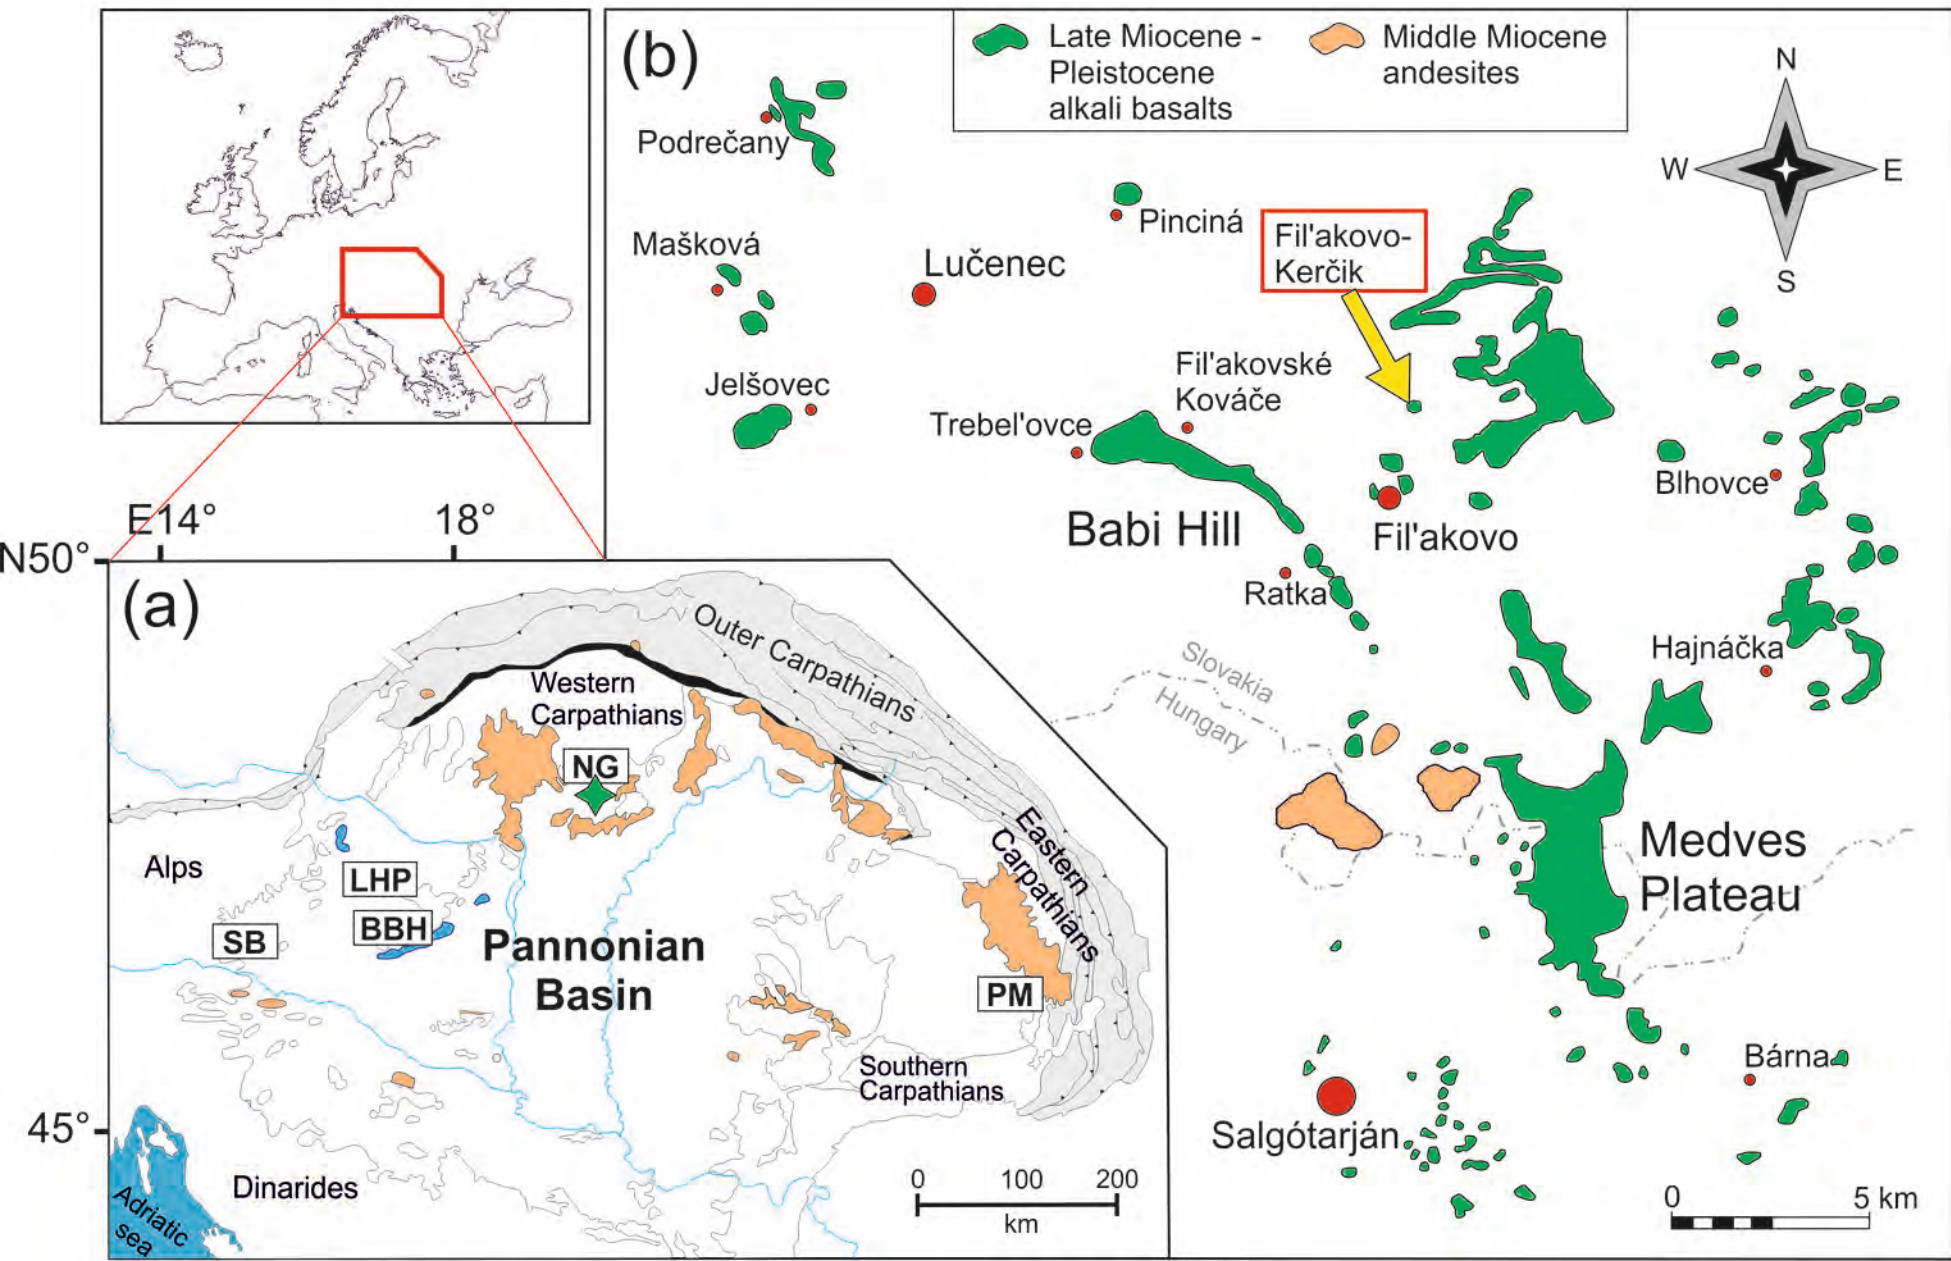 (b)
Late Miocene -
Pleistocene
alkali basalts
Middle Miocene
andesites
N
W
E
S
Podrečany
Pinciná
Mašková
Lučenec
Fil'akovo-
Kerčik
Jelšovec
Fil'akovské
Kováče
Trebel'ovce
Babi Hill
Fil'akovo
Blhovce
Ratka
Hajnáčka
Slovakia
Hungary
Medves
Plateau
Bárna
Salgótarján
0
5 km
E14°
18°
N50°
45°
(a)
Outer Carpathians
Western
Carpathians
NG
Eastern
Carpathians
Alps
LHP
BBH
SB
Pannonian
Basin
PM
Southern
Carpathians
Dinarides
Adriatic
sea
0
100
200
km